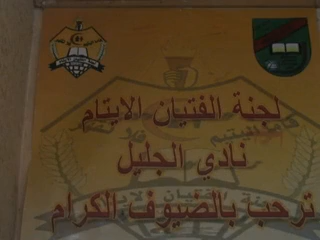 لجنة الفتيان الايتام
نادي الجليل
ترحب بالضيوف الكرام